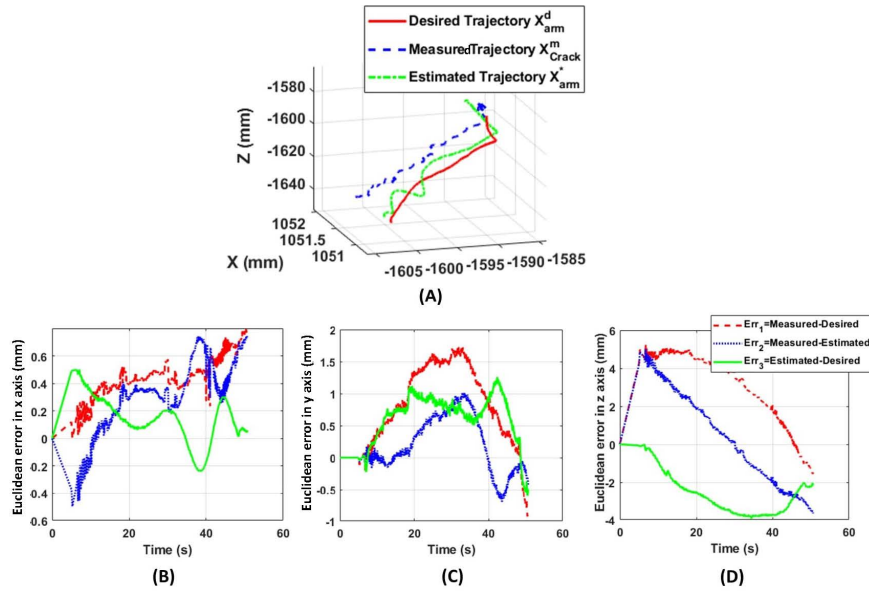 Desired Trajectory X^d_arm
Measured Trajectory X^m_Crack
Estimated Trajectory X^*_arm
-1580
-1600
-1620
-1640
Z (mm)
1052
1051.5
1051
X (mm)
-1605
-1600
-1595
-1590
-1585
(A)
Euclidean error in x axis (mm)
0.6
0.4
0.2
0
0.2
0.4
0.6
0
20
40
60
Time (s)
(B)
Euclidean error in y axis (mm)
2
1.5
1
0.5
0
-0.5
-1
0
20
40
60
Time (s)
(C)
Err₁=Measured-Desired
Err₂=Measured-Estimated
Err₃=Estimated-Desired
Euclidean error in z axis (mm)
6
4
2
0
-2
-4
0
20
40
60
Time (s)
(D)